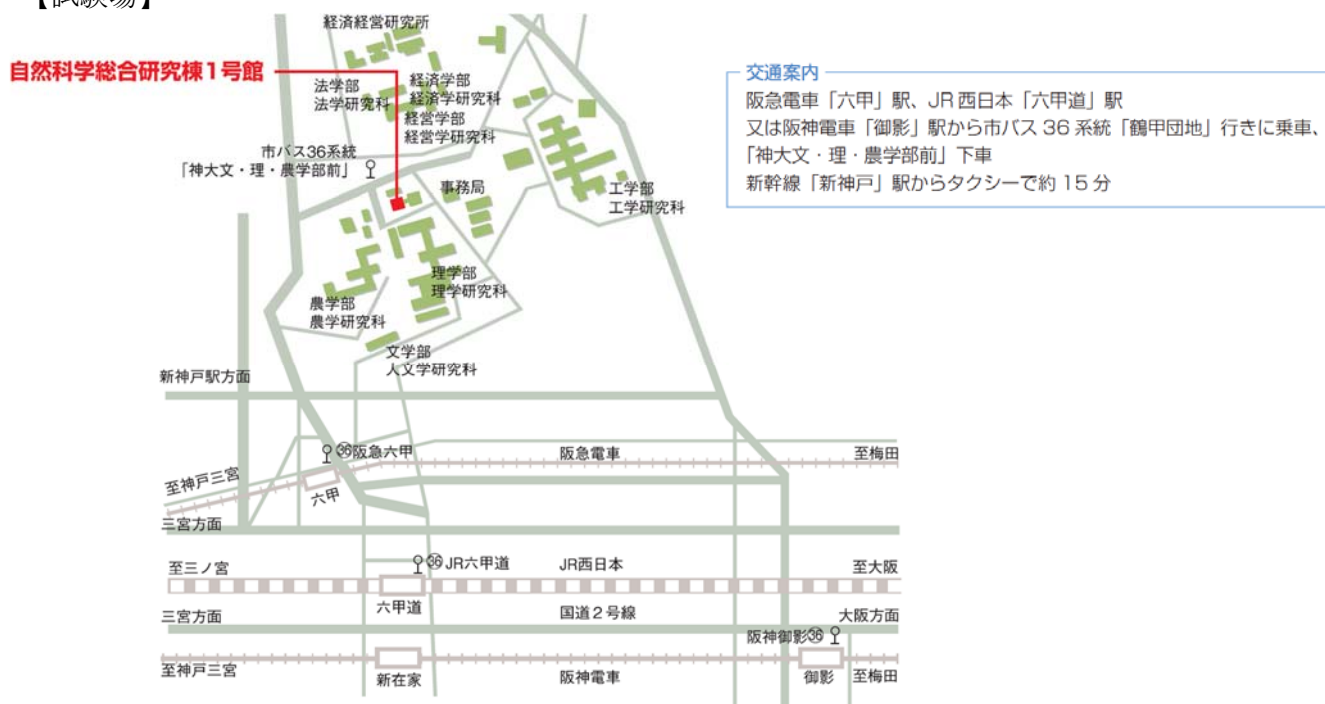 【試験場】
経済経営研究所
自然科学総合研究棟1号館
法学部
法学研究科
経済学部
経済学研究科
経営学部
経営学研究科
市バス36系統
「神大文・理・農学部前」
事務局
工学部
工学研究科
理学部
理学研究科
農学部
農学研究科
文学部
人文学研究科
交通案内
阪急電車「六甲」駅、JR西日本「六甲道」駅
又は阪神電車「御影」駅から市バス36系統「鶴甲団地」行きに乗車、
「神大文・理・農学部前」下車
新幹線「新神戸」駅からタクシーで約15分
新神戸駅方面
㊱阪急六甲
阪急電車
至梅田
至神戸三宮
六甲
三宮方面
㊱JR六甲道
JR西日本
至三ノ宮
至大阪
六甲道
三宮方面
国道2号線
大阪方面
阪神御影㊱
至神戸三宮
新在家
阪神電車
御影
至梅田